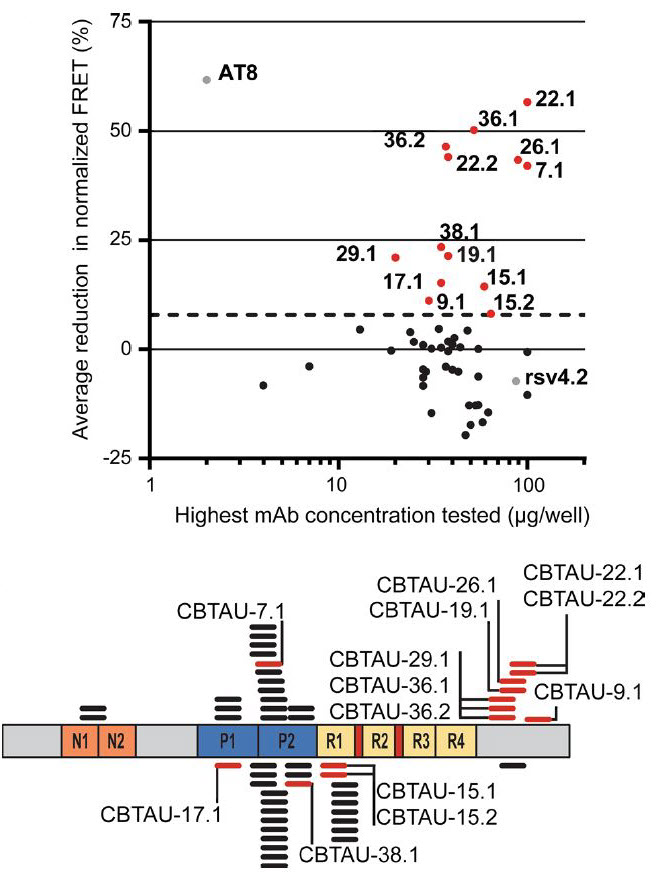 75
50
25
0
-25
Average reduction in normalized FRET (%)
AT8
22.1
36.1
36.2
22.2
26.1
7.1
38.1
29.1
19.1
17.1
15.1
9.1
15.2
rsv4.2
1
10
100
Highest mAb concentration tested (µg/well)
CBTAU-22.1
CBTAU-26.1
CBTAU-22.2
CBTAU-7.1
CBTAU-19.1
CBTAU-29.1
CBTAU-36.1
CBTAU-9.1
CBTAU-36.2
N1 N2 P1 P2 R1 R2 R3 R4
CBTAU-15.1
CBTAU-17.1
CBTAU-15.2
CBTAU-38.1